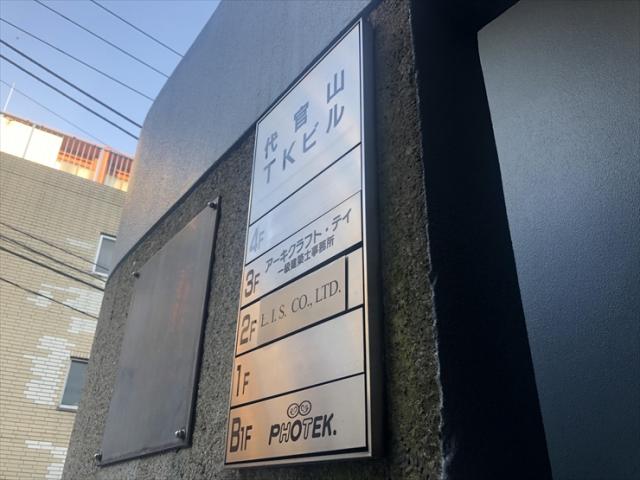 代官山
TKビル
4F
3F アーキクラフト・テイ
一級建築士事務所
2F L.I.S. CO., LTD.
1F
B1F PHOTEK.